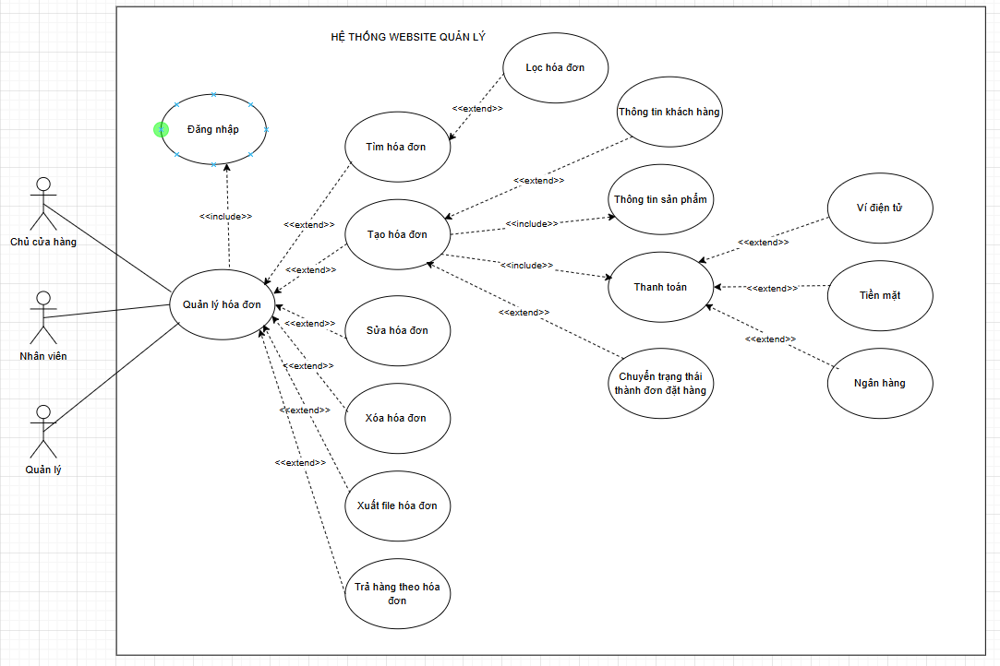 HỆ THỐNG WEBSITE QUẢN LÝ
Lọc hóa đơn
<<extend>>
Thông tin khách hàng
Đăng nhập
Tìm hóa đơn
<<extend>>
Thông tin sản phẩm
Ví điện tử
<<include>>
<<extend>>
<<include>>
Tạo hóa đơn
Chủ cửa hàng
<<extend>>
<<include>>
<<extend>>
Thanh toán
<<extend>>
Tiền mặt
Quản lý hóa đơn
<<extend>>
<<extend>>
Sửa hóa đơn
<<extend>>
Nhân viên
<<extend>>
Chuyển trạng thái
thành đơn đặt hàng
Ngân hàng
<<extend>>
Xóa hóa đơn
<<extend>>
Quản lý
Xuất file hóa đơn
Trả hàng theo hóa
đơn